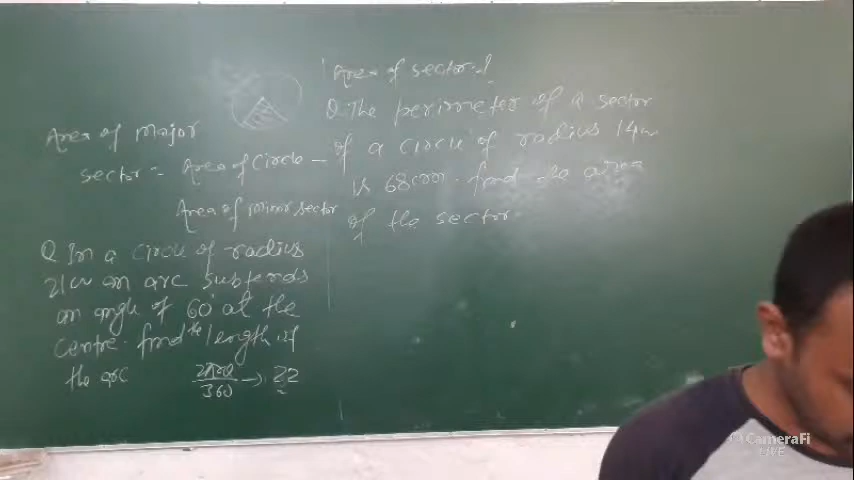 Area of major
sector :- Area of Circle -
Area of minor sector
Q In a circle of radius
21cm an arc subtends
an angle of 60° at the
centre. find the length of
the arc
2πrθ/360 → 22
Area of sector
Q. The perimeter of a sector
of a circle of radius 14cm
is 68cm. find the area
of the sector
CameraFi
LIVE